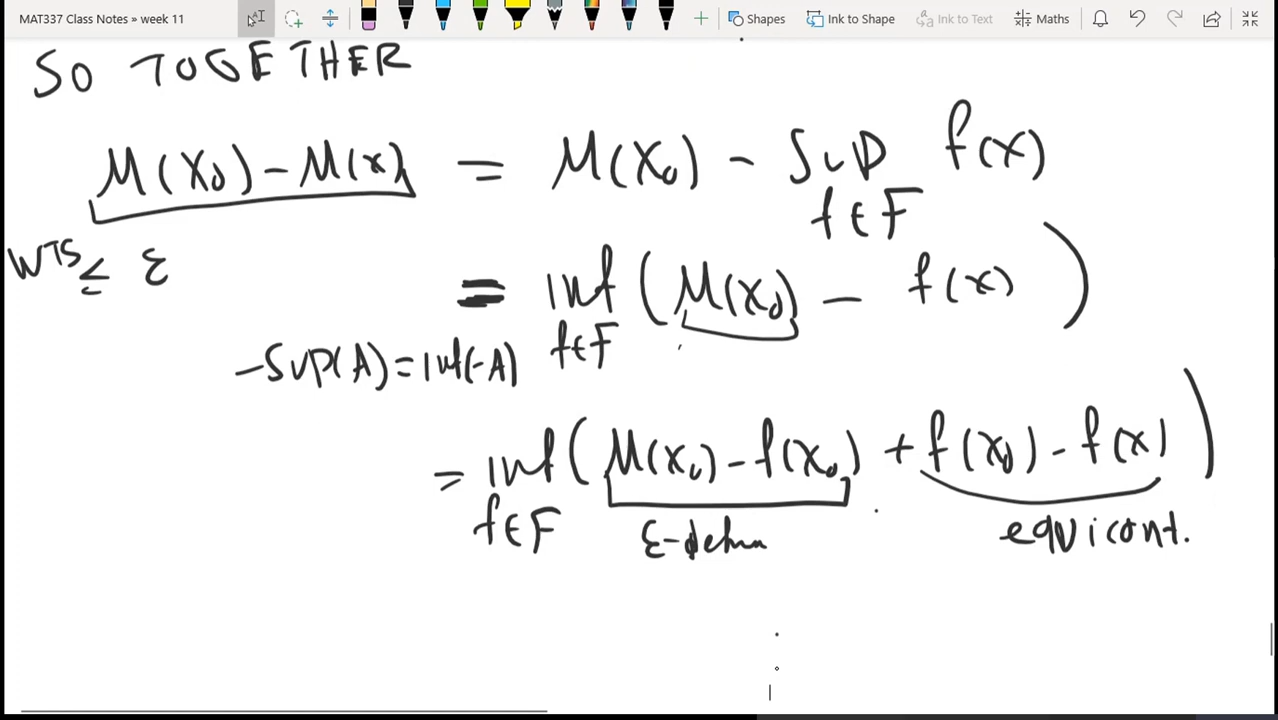 MAT337 Class Notes » week 11
Shapes
Ink to Shape
Ink to Text
Maths
SO TOGETHER
M(x₀) - M(x) = M(x₀) - SUP f(x)
f∈F
WTS ≤ ε
= inf ( M(x₀) - f(x) )
f∈F
-SUP(A) = inf(-A)
= inf ( M(x₀) - f(x₀) + f(x₀) - f(x) )
f∈F
ε-defn
equicont.